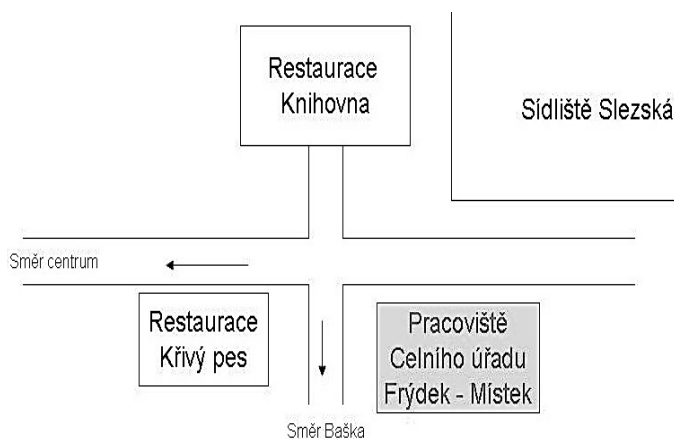 Restaurace
Knihovna
Sídliště Slezská
Směr centrum
Restaurace
Křivý pes
Pracoviště
Celního úřadu
Frýdek - Místek
Směr Baška